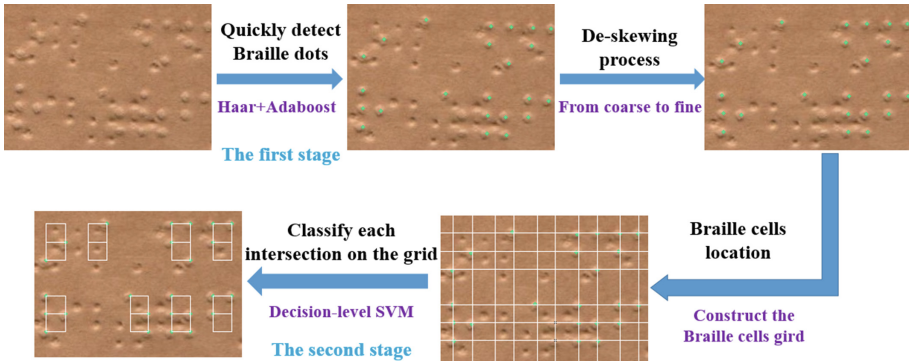 Quickly detect
Braille dots
Haar+Adaboost
The first stage
De-skewing
process
From coarse to fine
Braille cells
location
Construct the
Braille cells gird
Classify each
intersection on the grid
Decision-level SVM
The second stage